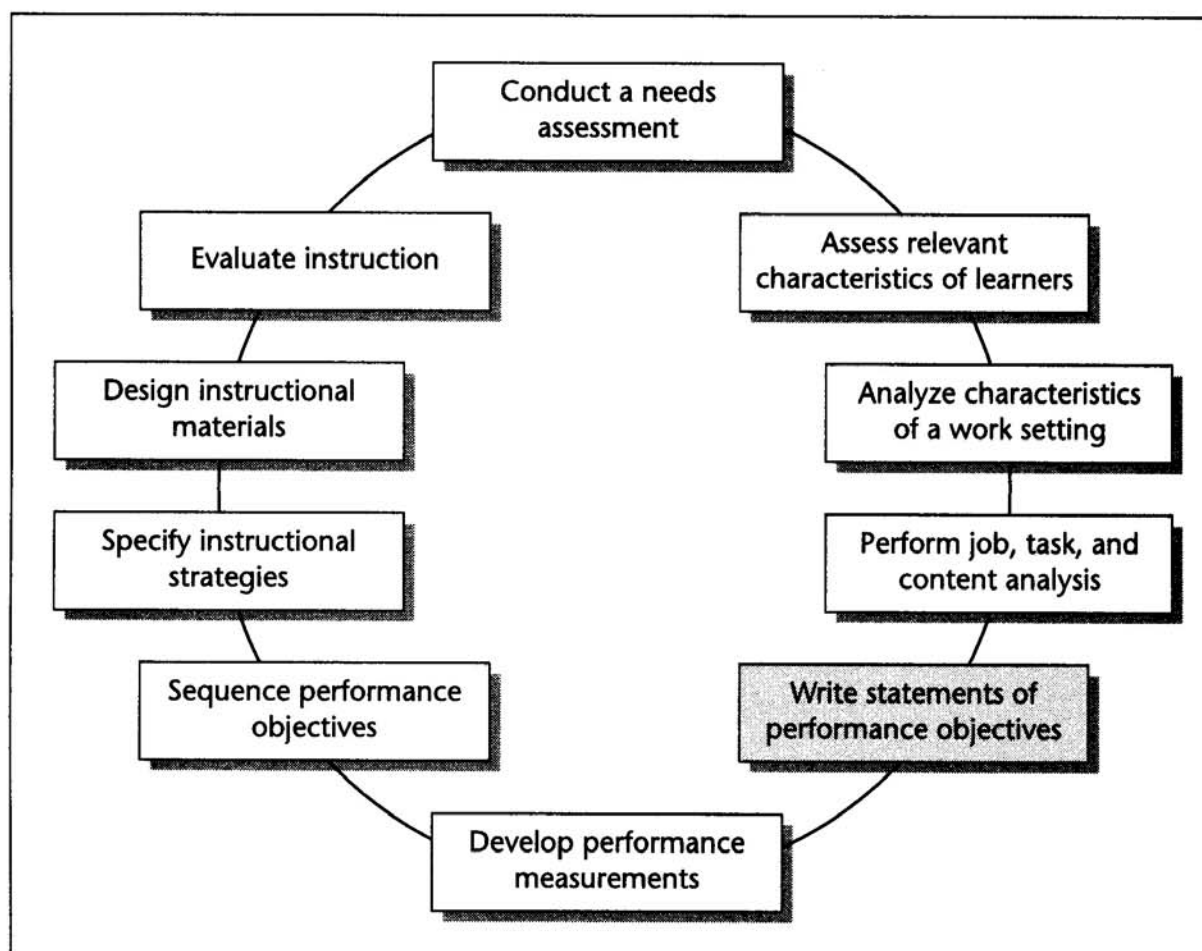 Conduct a needs
assessment
Assess relevant
characteristics of learners
Analyze characteristics
of a work setting
Perform job, task, and
content analysis
Write statements of
performance objectives
Develop performance
measurements
Sequence performance
objectives
Specify instructional
strategies
Design instructional
materials
Evaluate instruction